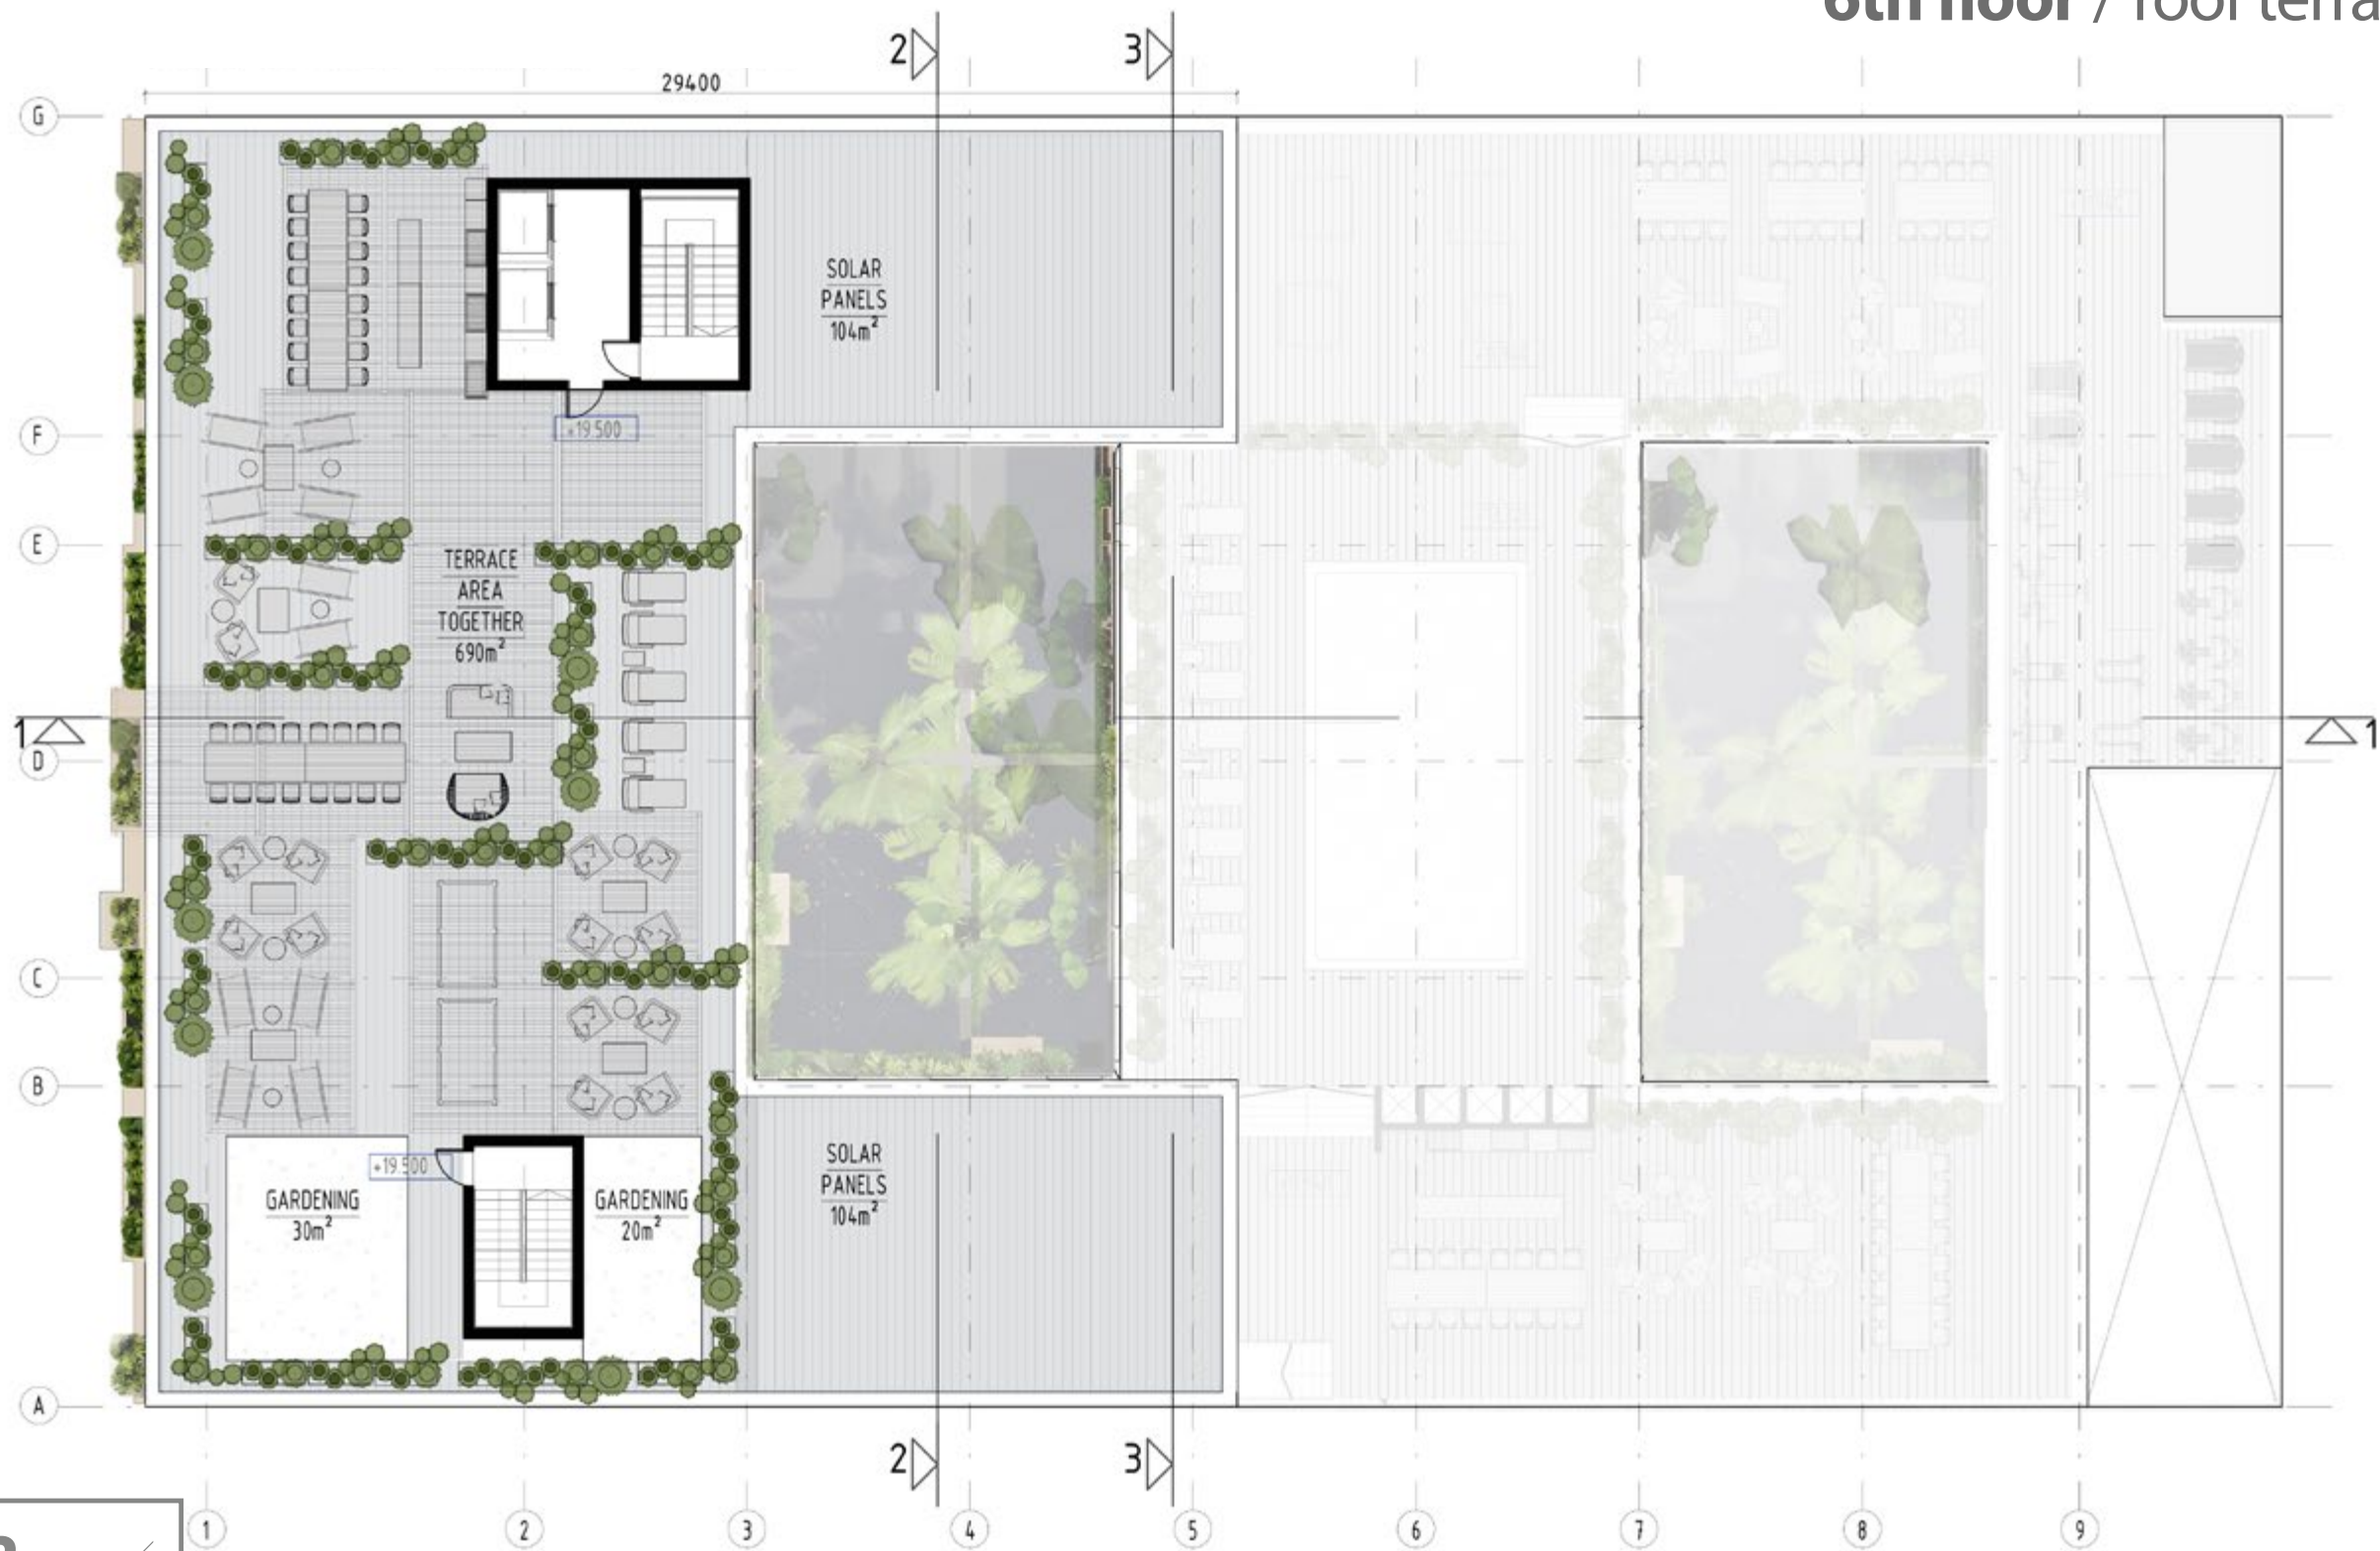 6th floor / roof terra
2
3
29400
G
SOLAR
PANELS
104m²
F
+19.500
E
TERRACE
AREA
TOGETHER
690m²
1
1
D
C
B
+19.500
GARDENING
30m²
GARDENING
20m²
SOLAR
PANELS
104m²
A
2
3
1
2
3
4
5
6
7
8
9